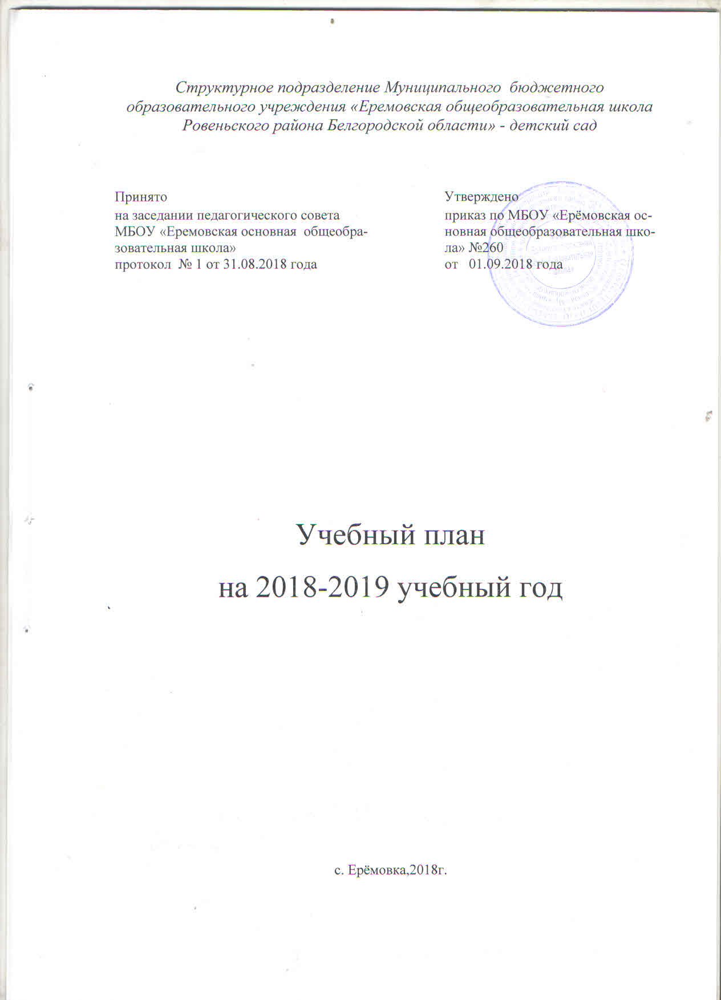 Структурное подразделение Муниципального бюджетного
образовательного учреждения «Еремовская общеобразовательная школа
Ровеньского района Белгородской области» - детский сад
Принято
на заседании педагогического совета
МБОУ «Еремовская основная общеобра-
зовательная школа»
протокол № 1 от 31.08.2018 года
Утверждено
приказ по МБОУ «Ерёмовская ос-
новная общеобразовательная шко-
ла» №260
от 01.09.2018 года
Учебный план
на 2018-2019 учебный год
с. Ерёмовка,2018г.